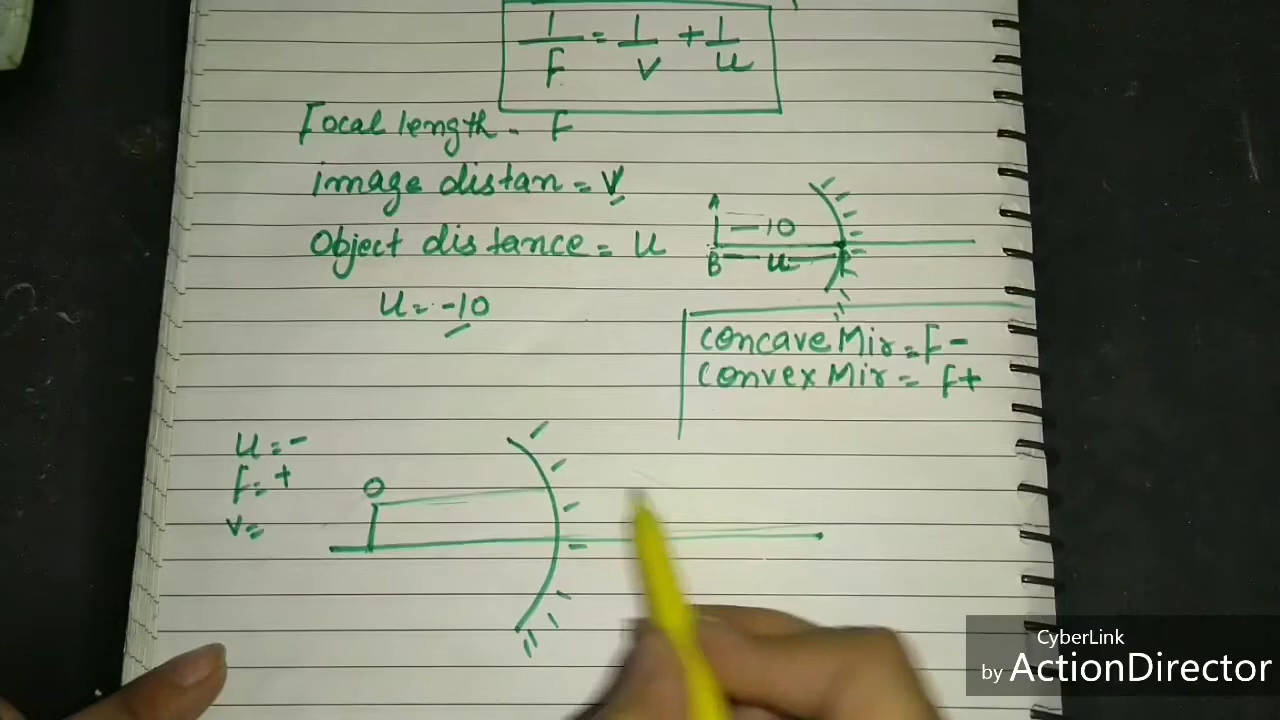 1/F = 1/v + 1/u
Focal length - F
image distan = V
Object distance = u
-10
B u P
u = -10
concave Mir = F -
convex Mir = F+
u = -
F = +
v =
O
CyberLink
by ActionDirector